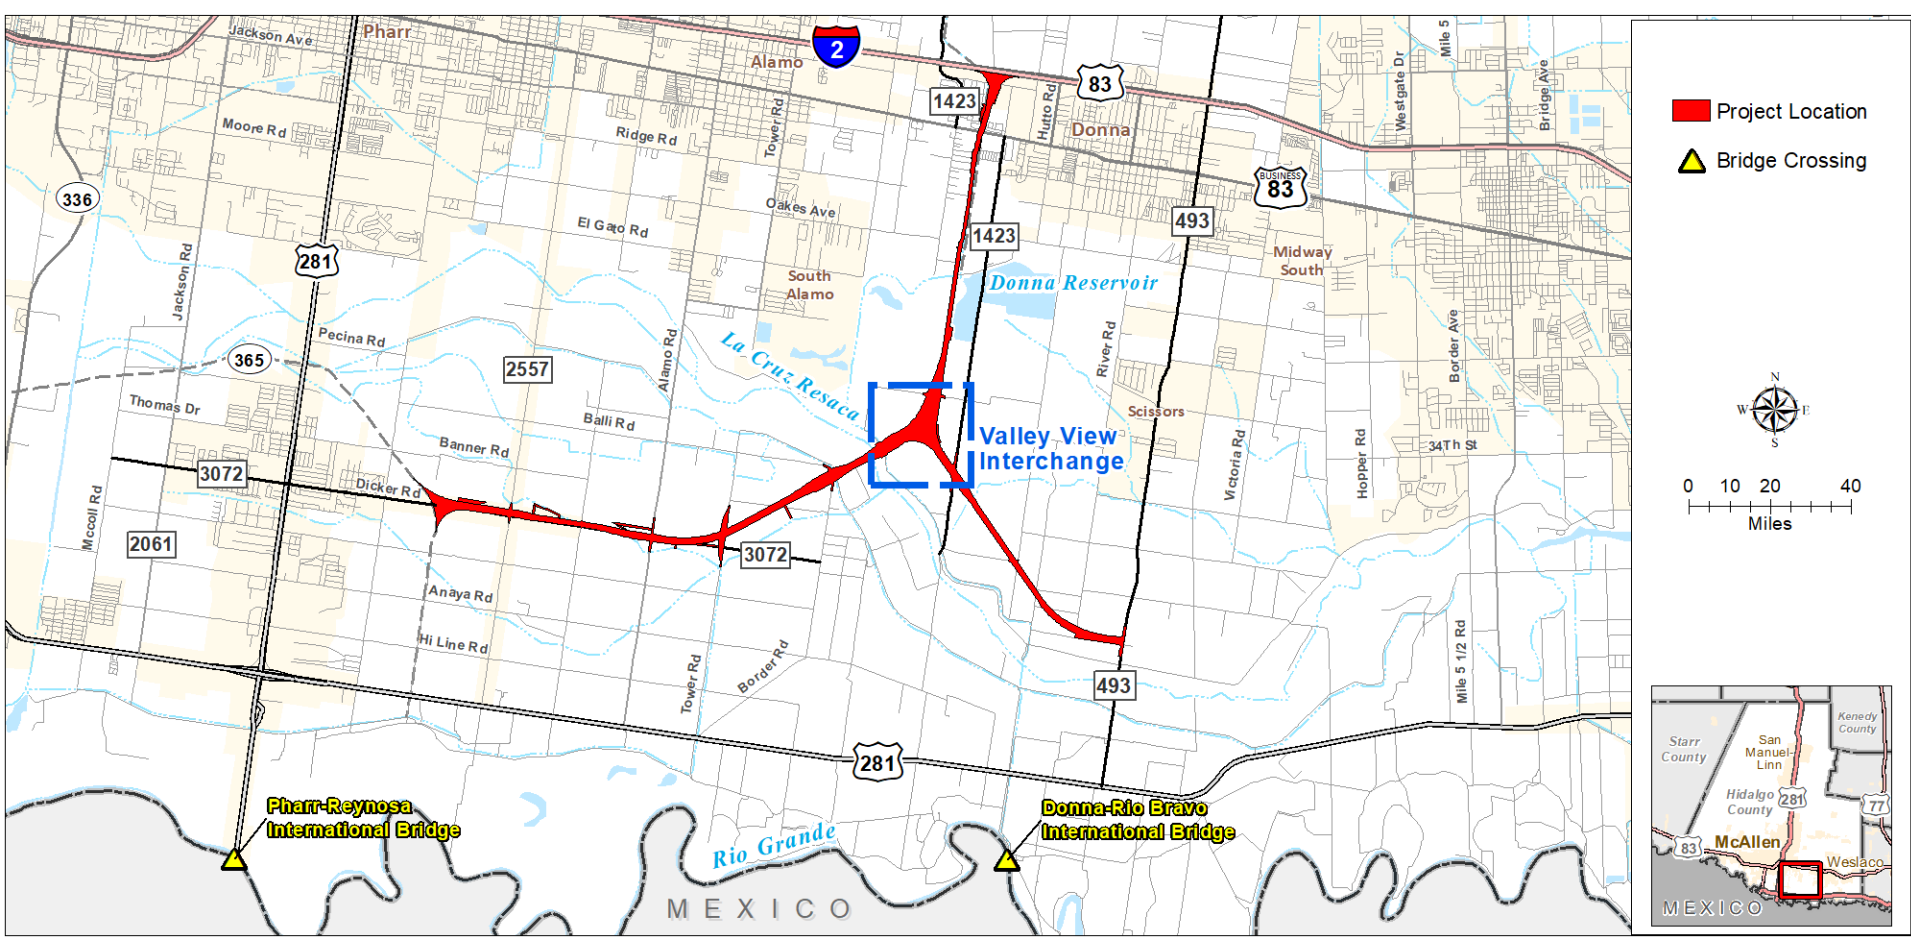 Jackson Ave
Pharr
Alamo
2
83
Mile 5
Westgate Dr
Bridge Ave
1423
Hutto Rd
Donna
Moore Rd
Ridge Rd
Tower Rd
BUSINESS
83
336
Oakes Ave
El Gato Rd
1423
493
281
Jackson Rd
South
Alamo
Donna Reservoir
Midway
South
Pecina Rd
365
2557
Alamo Rd
La Cruz Resaca
River Rd
Border Ave
Thomas Dr
Balli Rd
Scissors
Banner Rd
Valley View
Interchange
Victoria Rd
Hopper Rd
34Th St
3072
Dicker Rd
Mccoll Rd
2061
3072
Anaya Rd
Hi Line Rd
Border Rd
Tower Rd
493
Mile 5 1/2 Rd
281
Pharr-Reynosa
International Bridge
Rio Grande
Donna-Rio Bravo
International Bridge
MEXICO
Project Location
Bridge Crossing
N
W
E
S
0 10 20 40
Miles
Kenedy
County
Starr
County
San
Manuel-
Linn
Hidalgo
County
281
77
83
McAllen
Weslaco
MEXICO